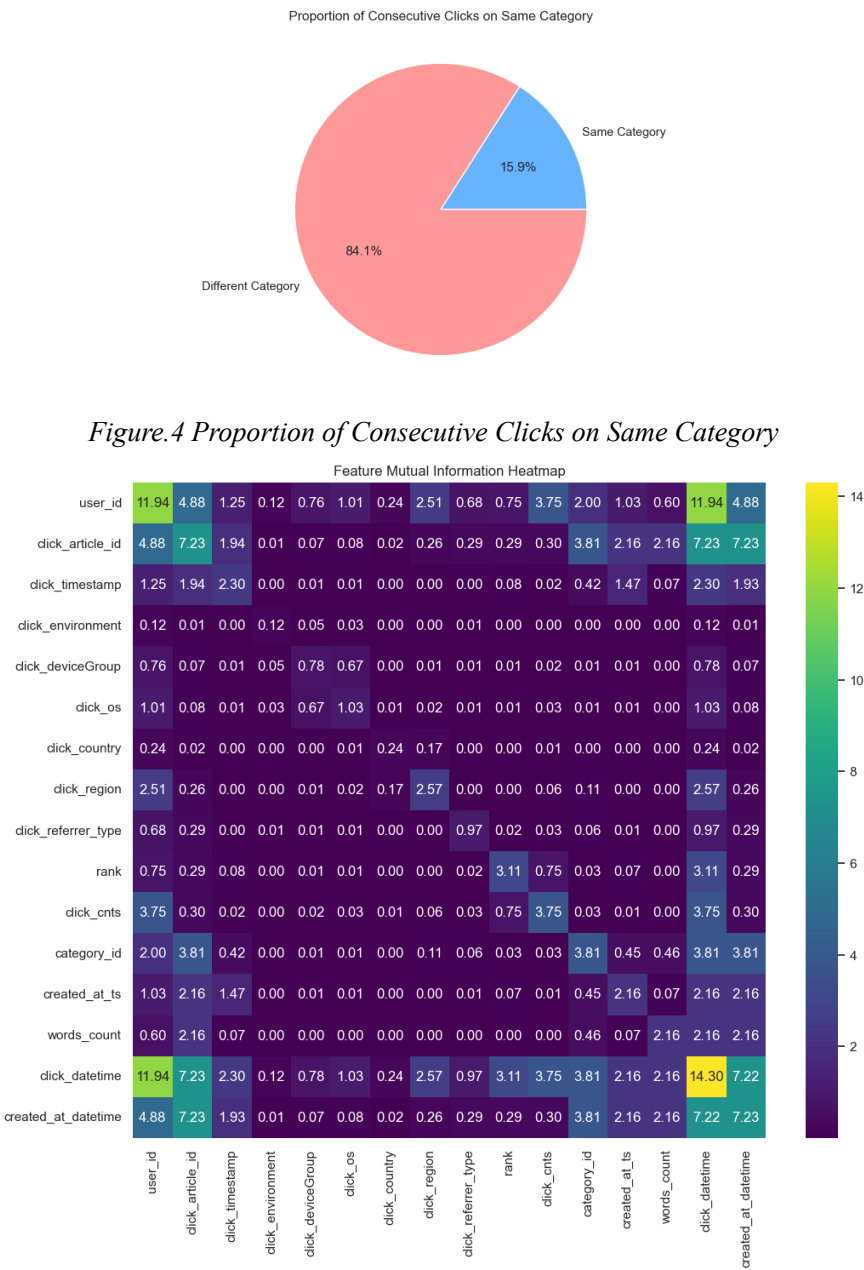 Proportion of Consecutive Clicks on Same Category
Same Category
15.9%
84.1%
Different Category
Figure.4 Proportion of Consecutive Clicks on Same Category
Feature Mutual Information Heatmap
user_id 11.94 4.88 1.25 0.12 0.76 1.01 0.24 2.51 0.68 0.75 3.75 2.00 1.03 0.60 11.94 4.88
click_article_id 4.88 7.23 1.94 0.01 0.07 0.08 0.02 0.26 0.29 0.29 0.30 3.81 2.16 2.16 7.23 7.23
click_timestamp 1.25 1.94 2.30 0.00 0.01 0.01 0.00 0.00 0.00 0.08 0.02 0.42 1.47 0.07 2.30 1.93
click_environment 0.12 0.01 0.00 0.12 0.05 0.03 0.00 0.00 0.01 0.00 0.00 0.00 0.00 0.00 0.12 0.01
click_deviceGroup 0.76 0.07 0.01 0.05 0.78 0.67 0.00 0.01 0.01 0.01 0.02 0.01 0.01 0.00 0.78 0.07
click_os 1.01 0.08 0.01 0.03 0.67 1.03 0.01 0.02 0.01 0.01 0.03 0.01 0.01 0.00 1.03 0.08
click_country 0.24 0.02 0.00 0.00 0.00 0.01 0.24 0.17 0.00 0.00 0.01 0.00 0.00 0.00 0.24 0.02
click_region 2.51 0.26 0.00 0.00 0.01 0.02 0.17 2.57 0.00 0.00 0.06 0.11 0.00 0.00 2.57 0.26
click_referrer_type 0.68 0.29 0.00 0.01 0.01 0.01 0.00 0.00 0.97 0.02 0.03 0.06 0.01 0.00 0.97 0.29
rank 0.75 0.29 0.08 0.00 0.01 0.01 0.00 0.00 0.02 3.11 0.75 0.03 0.07 0.00 3.11 0.29
click_cnts 3.75 0.30 0.02 0.00 0.02 0.03 0.01 0.06 0.03 0.75 3.75 0.03 0.01 0.00 3.75 0.30
category_id 2.00 3.81 0.42 0.00 0.01 0.01 0.00 0.11 0.06 0.03 0.03 3.81 0.45 0.46 3.81 3.81
created_at_ts 1.03 2.16 1.47 0.00 0.01 0.01 0.00 0.00 0.01 0.07 0.01 0.45 2.16 0.07 2.16 2.16
words_count 0.60 2.16 0.07 0.00 0.00 0.00 0.00 0.00 0.00 0.00 0.00 0.46 0.07 2.16 2.16 2.16
click_datetime 11.94 7.23 2.30 0.12 0.78 1.03 0.24 2.57 0.97 3.11 3.75 3.81 2.16 2.16 14.30 7.22
created_at_datetime 4.88 7.23 1.93 0.01 0.07 0.08 0.02 0.26 0.29 0.29 0.30 3.81 2.16 2.16 7.22 7.23
user_id
click_article_id
click_timestamp
click_environment
click_deviceGroup
click_os
click_country
click_region
click_referrer_type
rank
click_cnts
category_id
created_at_ts
words_count
click_datetime
created_at_datetime
14
12
10
8
6
4
2